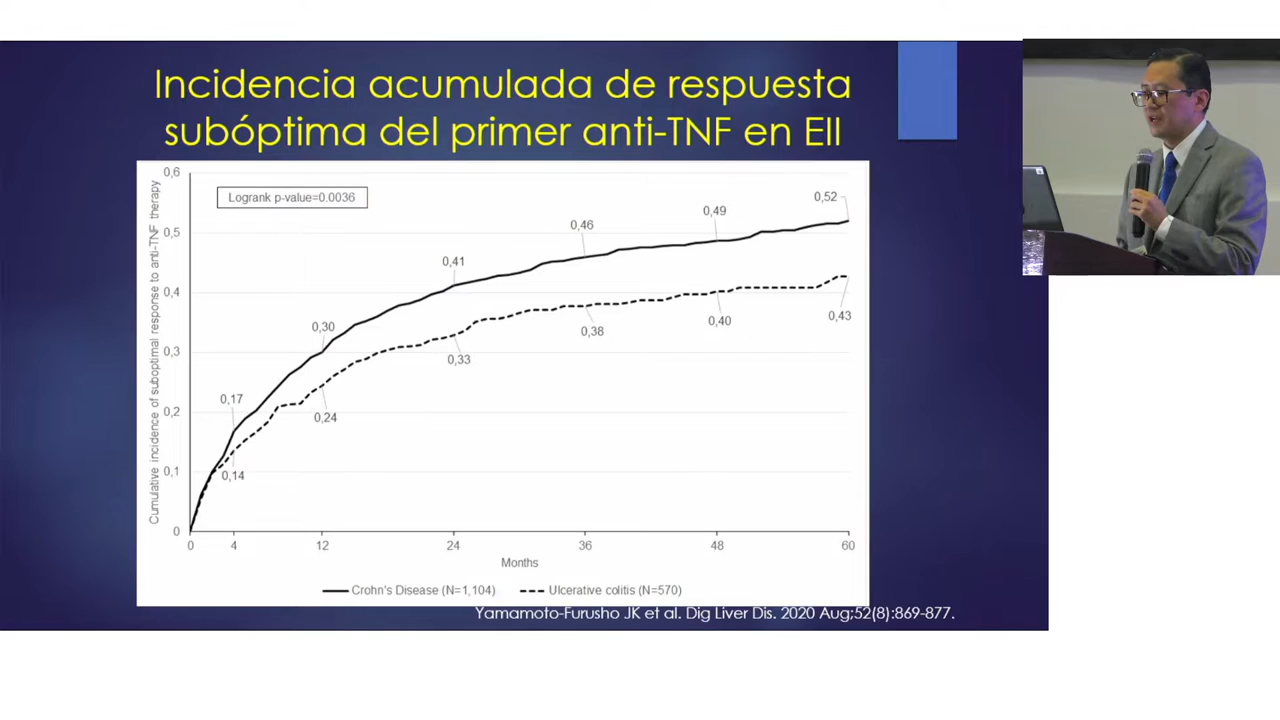 Incidencia acumulada de respuesta
subóptima del primer anti-TNF en EII
Cumulative incidence of suboptimal response to anti-TNF therapy
0,6
0,5
0,4
0,3
0,2
0,1
0
Logrank p-value=0.0036
0,17
0,30
0,41
0,46
0,49
0,52
0,14
0,24
0,33
0,38
0,40
0,43
0 4 12 24 36 48 60
Months
Crohn's Disease (N=1,104) Ulcerative colitis (N=570)
Yamamoto-Furusho JK et al. Dig Liver Dis. 2020 Aug;52(8):869-877.